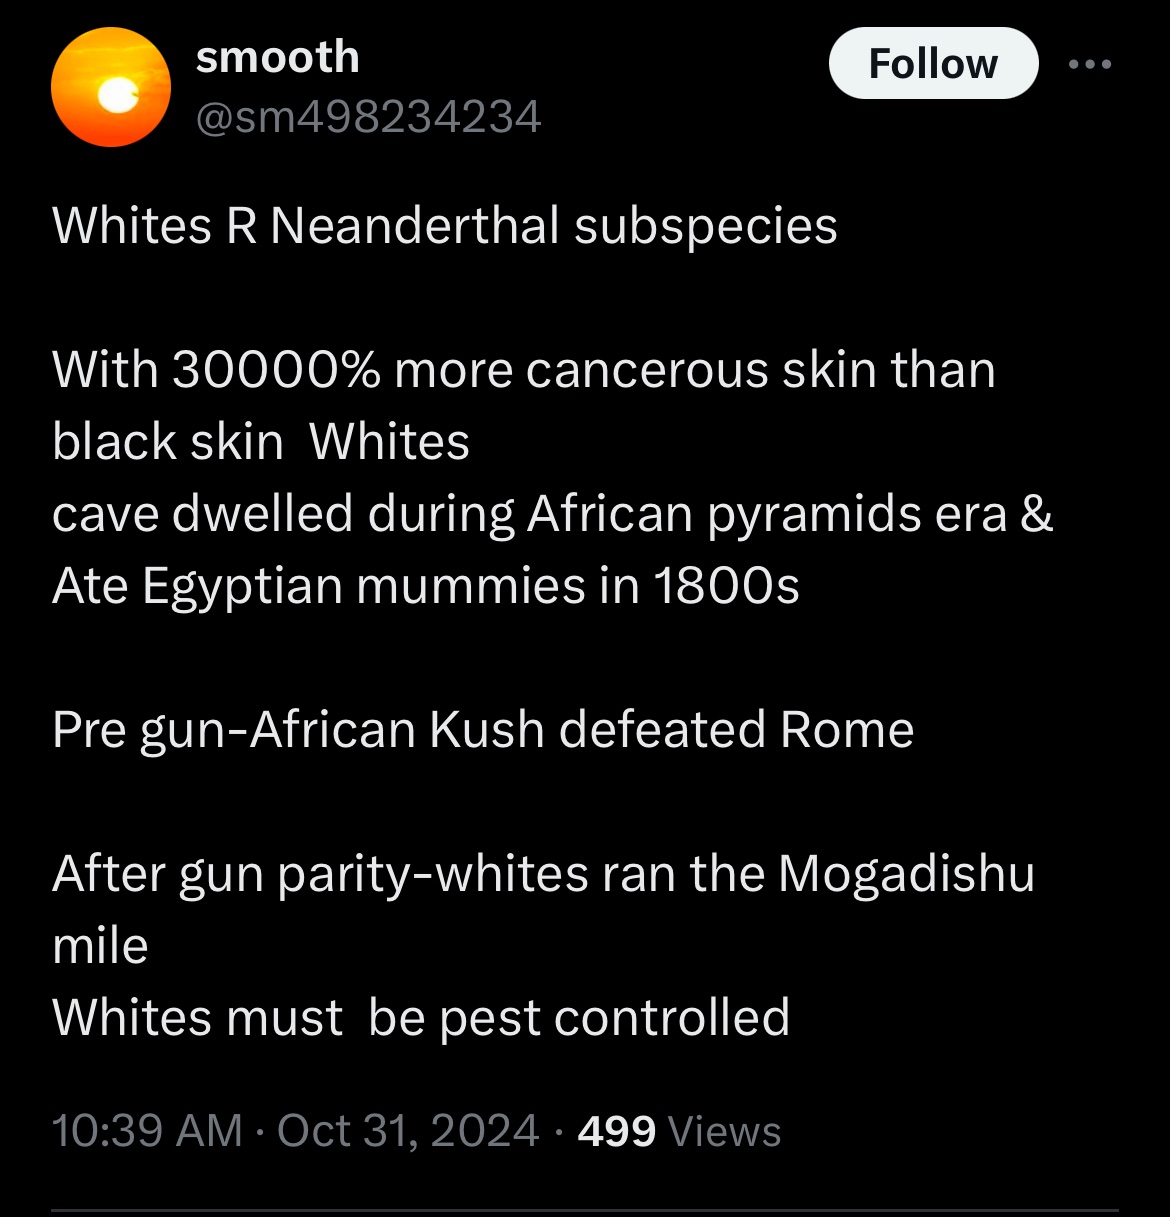 smooth
Follow
@sm498234234
Whites R Neanderthal subspecies
With 30000% more cancerous skin than
black skin  Whites
cave dwelled during African pyramids era &
Ate Egyptian mummies in 1800s
Pre gun-African Kush defeated Rome
After gun parity-whites ran the Mogadishu
mile
Whites must  be pest controlled
10:39 AM · Oct 31, 2024 · 499 Views